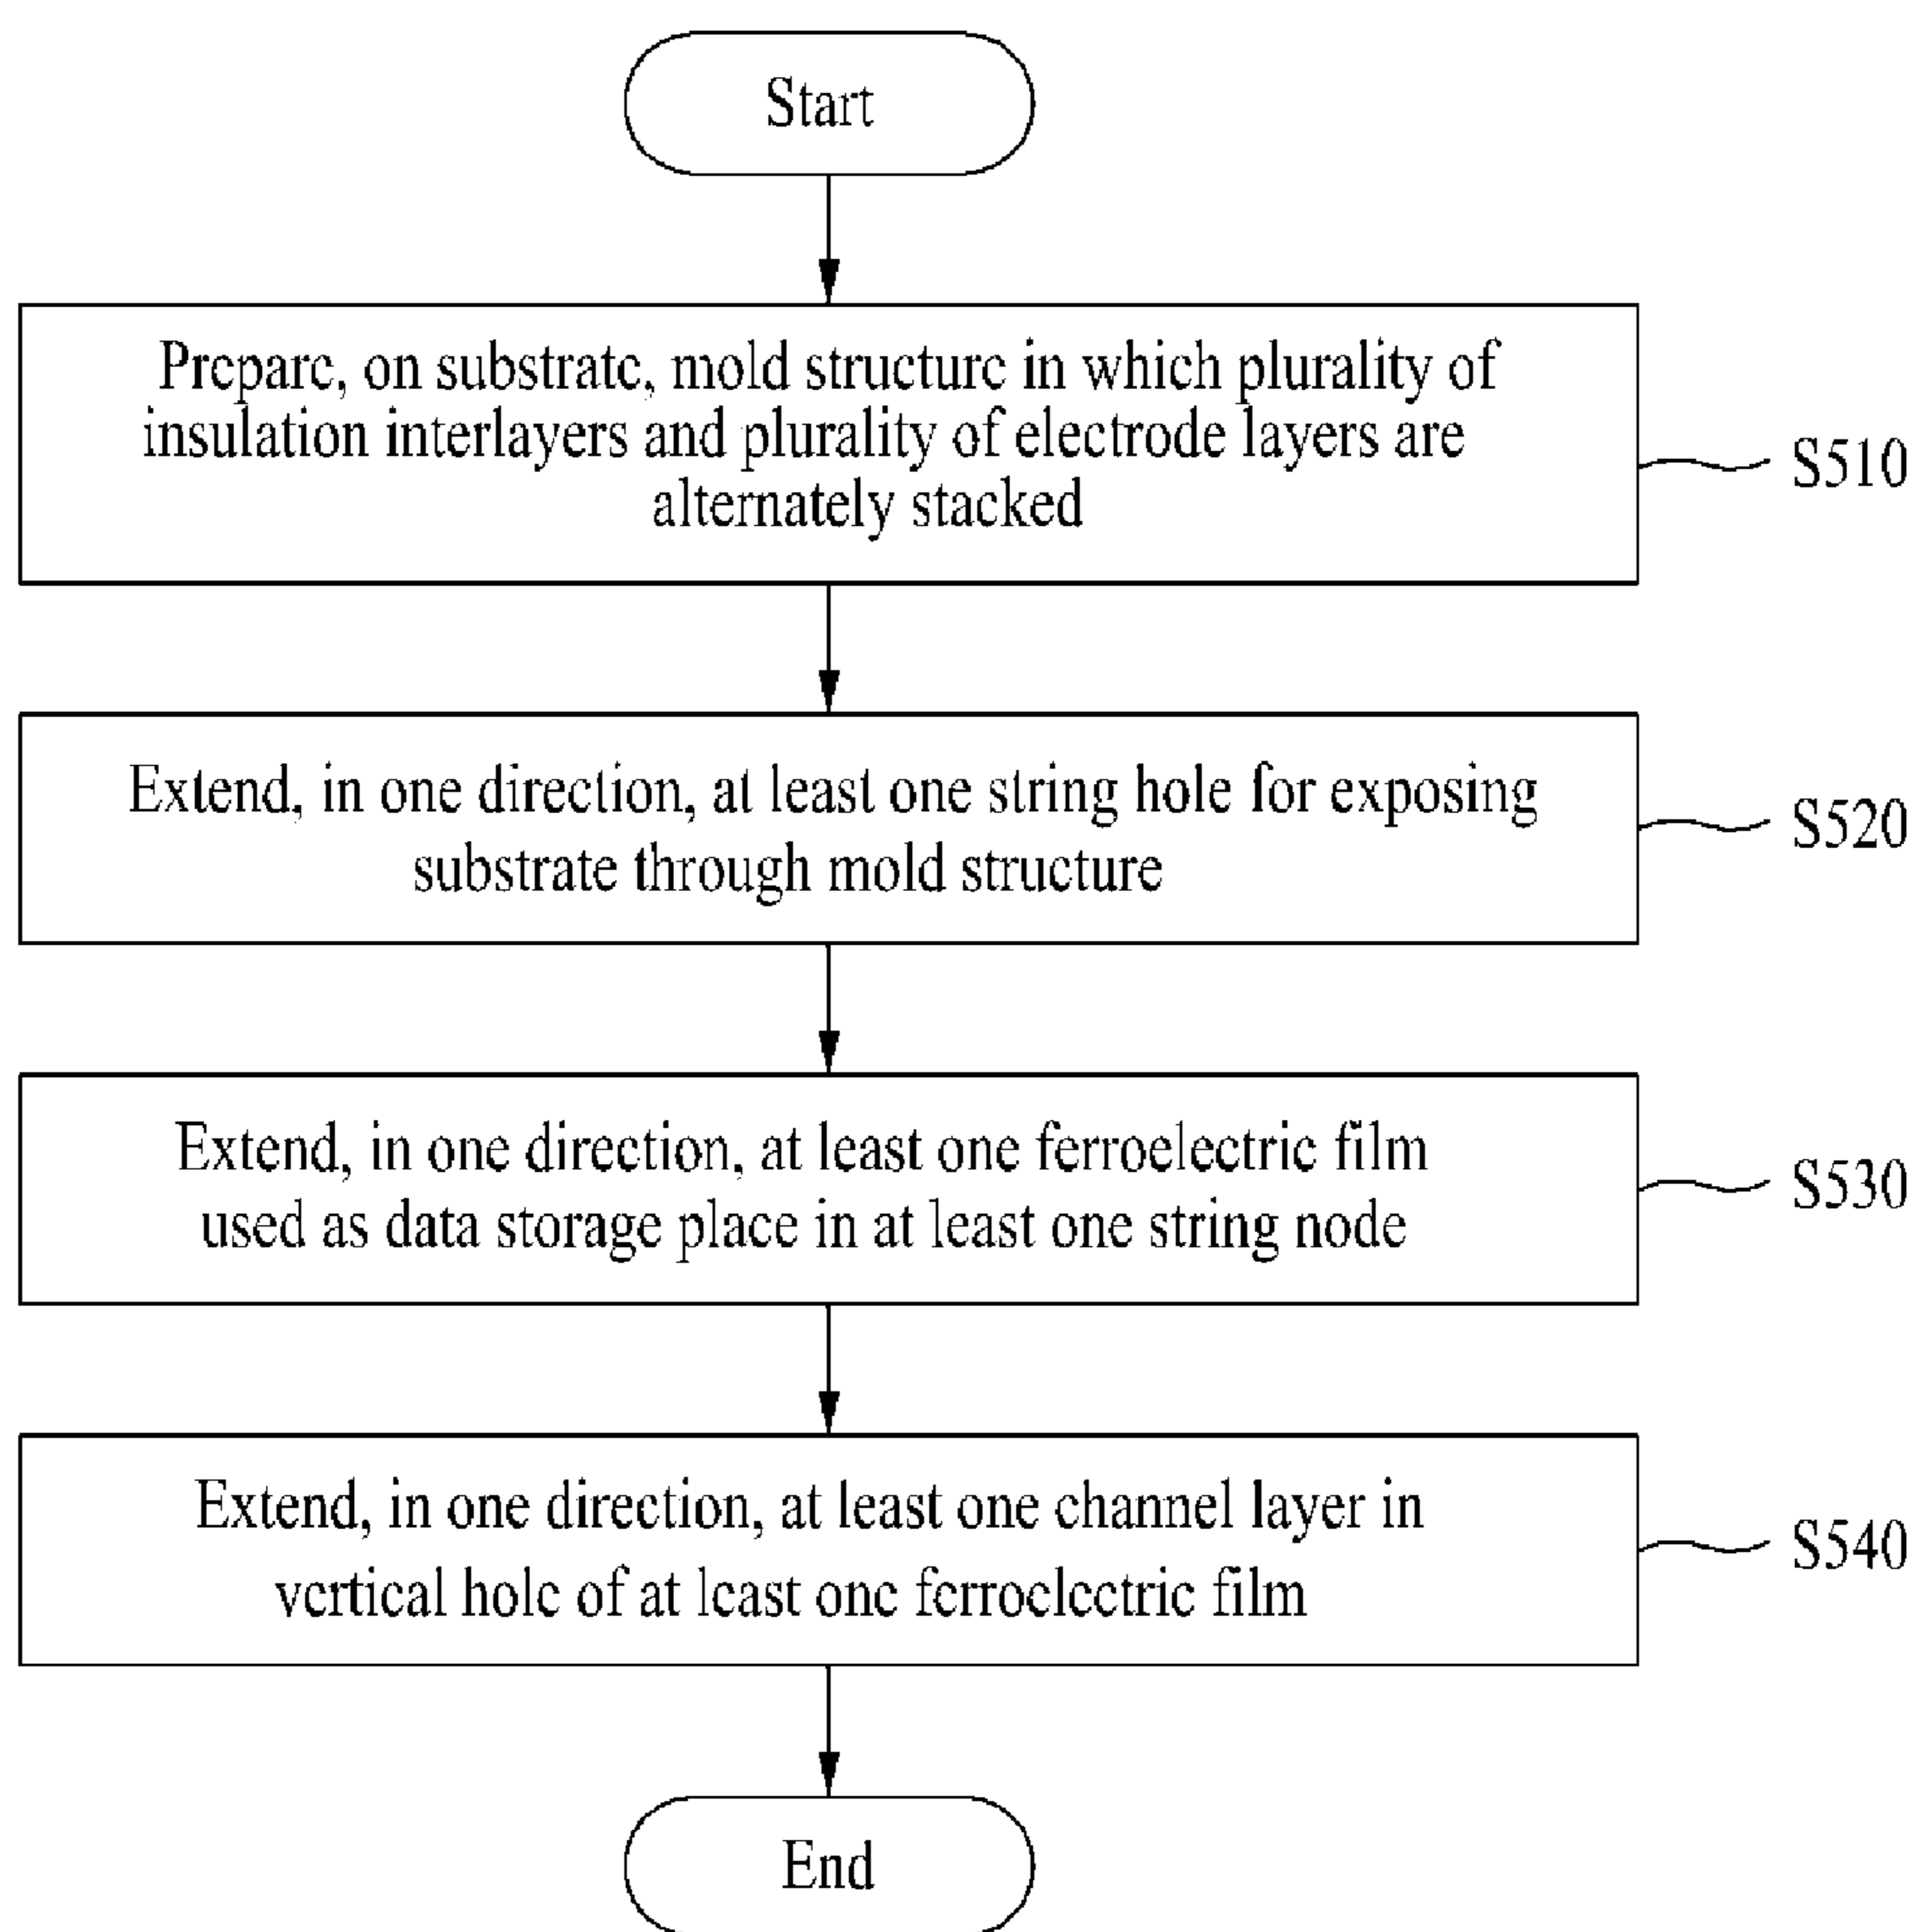 Start
Prepare, on substrate, mold structure in which plurality of
insulation interlayers and plurality of electrode layers are
alternately stacked
S510
Extend, in one direction, at least one string hole for exposing
substrate through mold structure
S520
Extend, in one direction, at least one ferroelectric film
used as data storage place in at least one string node
S530
Extend, in one direction, at least one channel layer in
vertical hole of at least one ferroelectric film
S540
End